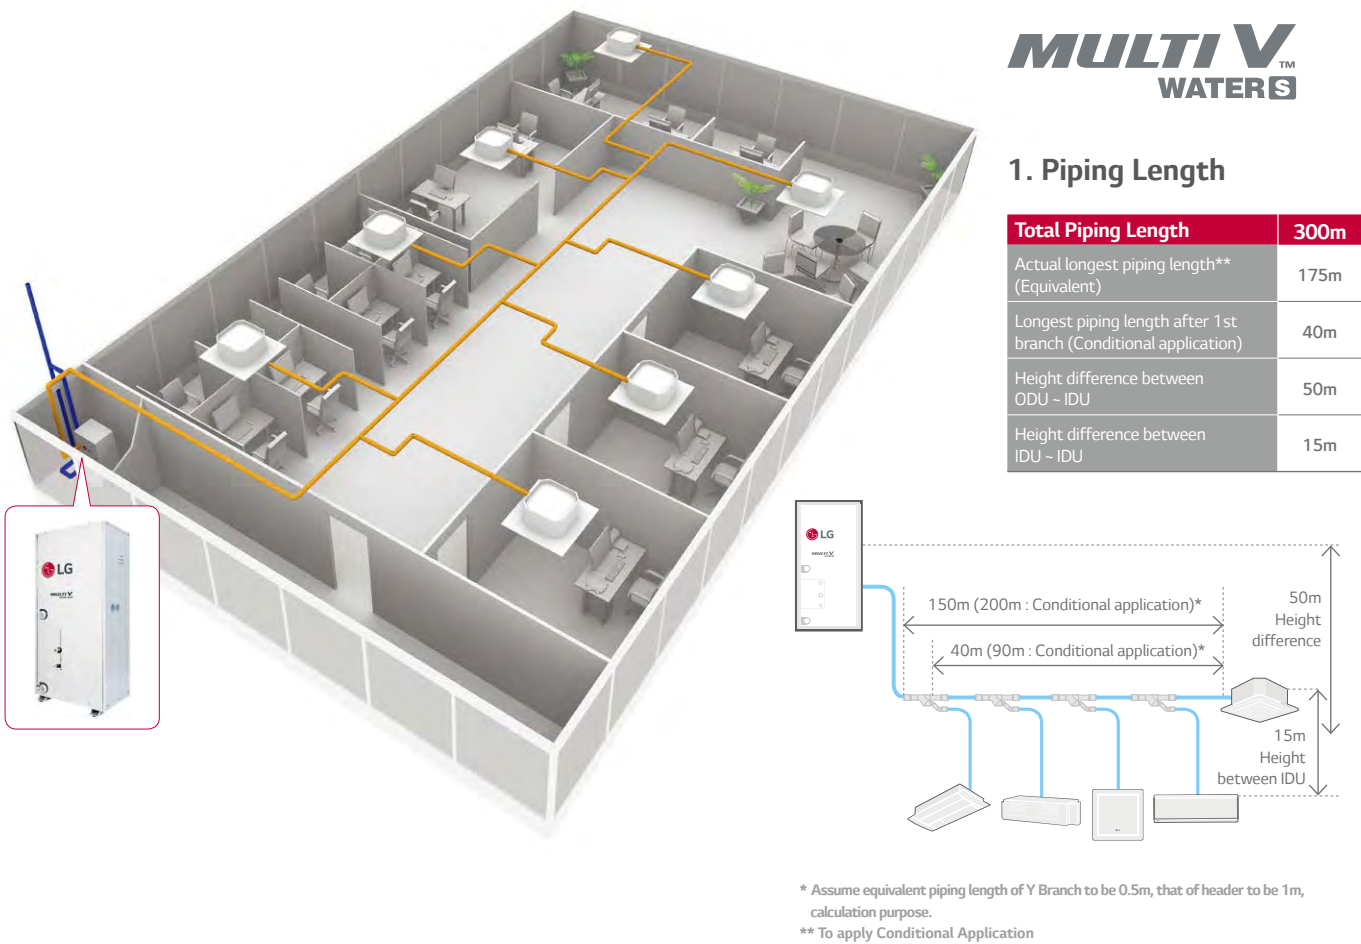 MULTI V™
WATER S
1. Piping Length
Total Piping Length 300m
Actual longest piping length** 175m
(Equivalent)
Longest piping length after 1st 40m
branch (Conditional application)
Height difference between 50m
ODU ~ IDU
Height difference between 15m
IDU ~ IDU
LG
MULTI V
LG
MULTI V
150m (200m : Conditional application)*
40m (90m : Conditional application)*
50m
Height
difference
15m
Height
between IDU
* Assume equivalent piping length of Y Branch to be 0.5m, that of header to be 1m,
calculation purpose.
** To apply Conditional Application